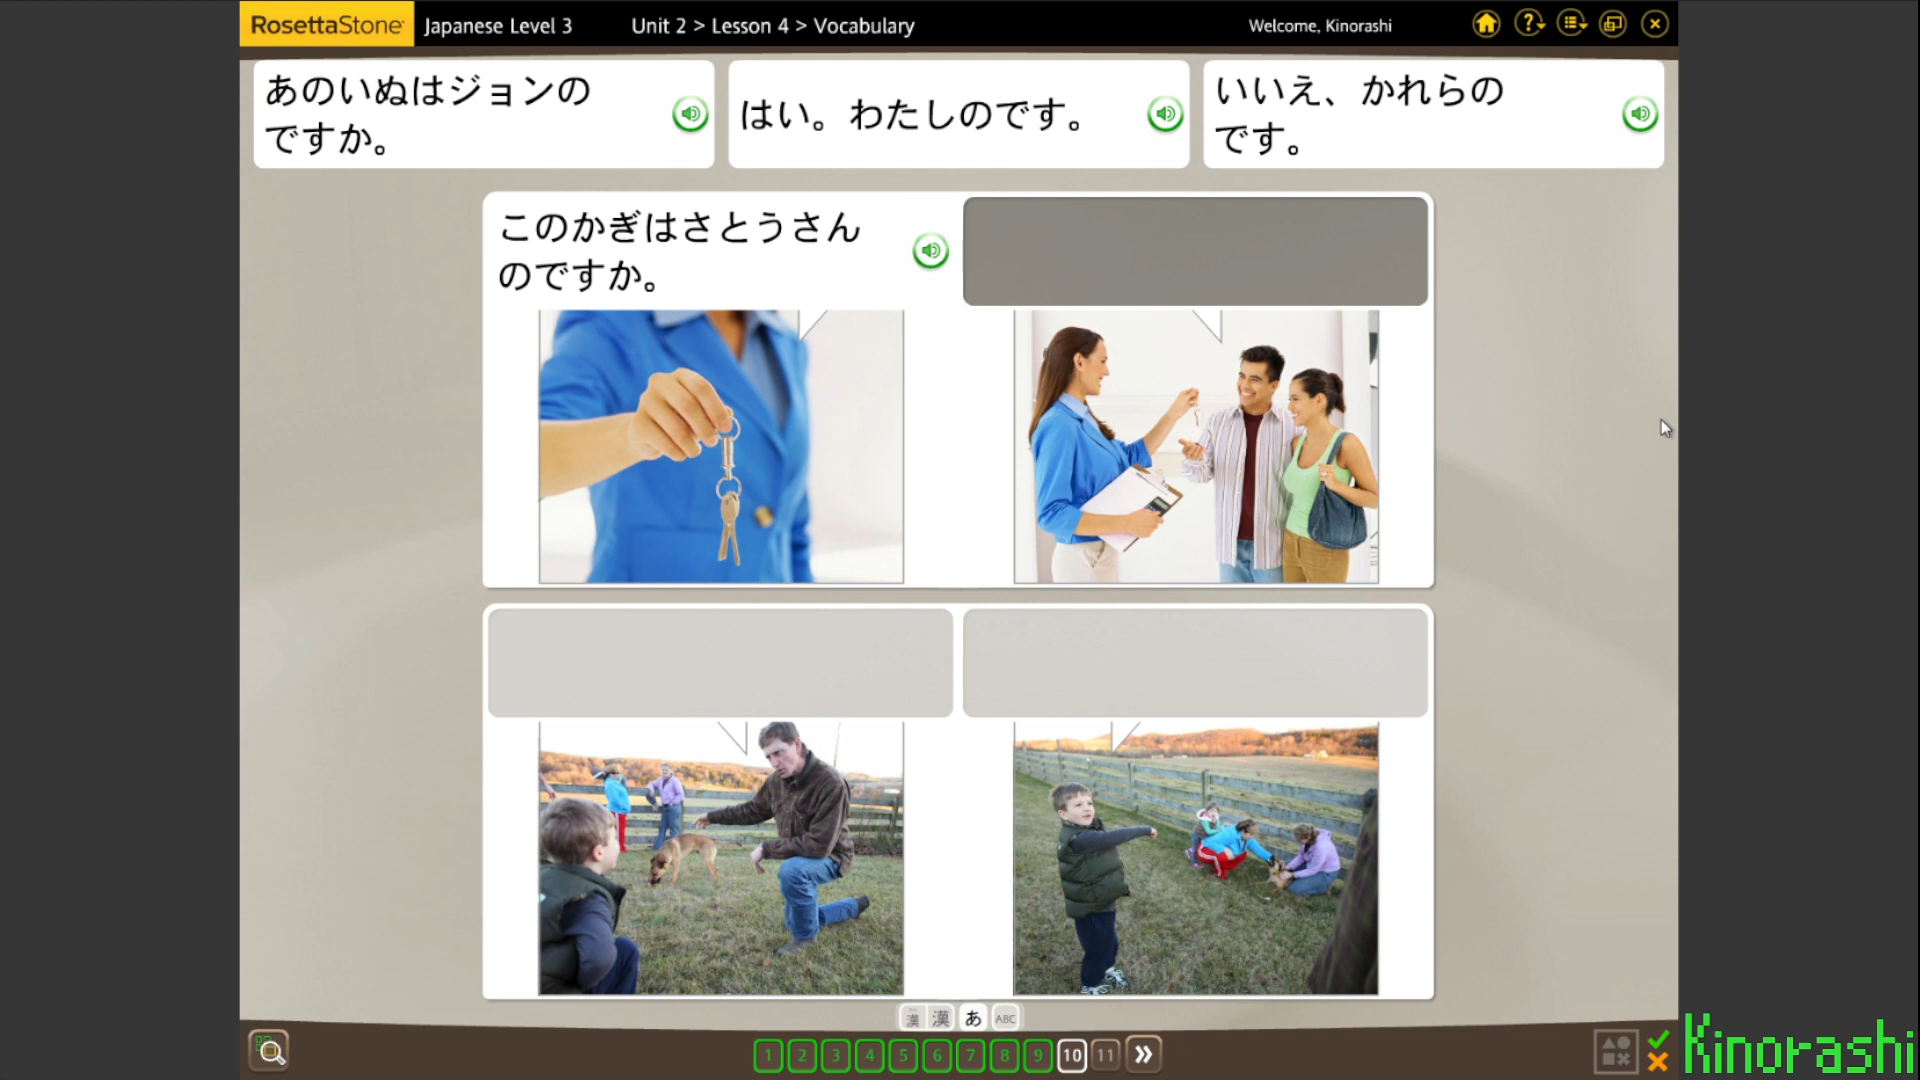 RosettaStone
Japanese Level 3
Unit 2 > Lesson 4 > Vocabulary
Welcome, Kinorashi
あのいぬはジョンの
ですか。
はい。わたしのです。
いいえ、かれらの
です。
このかぎはさとうさん
のですか。
漢 漢 あ ABC
1 2 3 4 5 6 7 8 9 10 11
Kinorashi